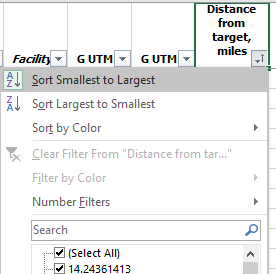 Distance
from
target,
miles
Facility
G UTM
G UTM
Sort Smallest to Largest
Sort Largest to Smallest
Sort by Color
Clear Filter From "Distance from tar..."
Filter by Color
Number Filters
Search
(Select All)
14.24361413